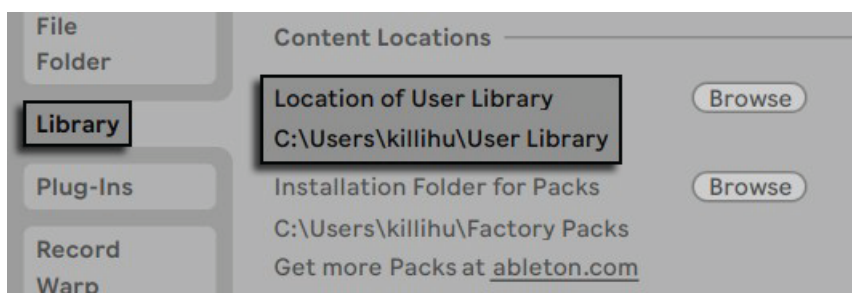 File
Folder
Library
Plug-Ins
Record
Warp
Content Locations
Location of User Library
Browse
C:\Users\killihu\User Library
Installation Folder for Packs
Browse
C:\Users\killihu\Factory Packs
Get more Packs at ableton.com